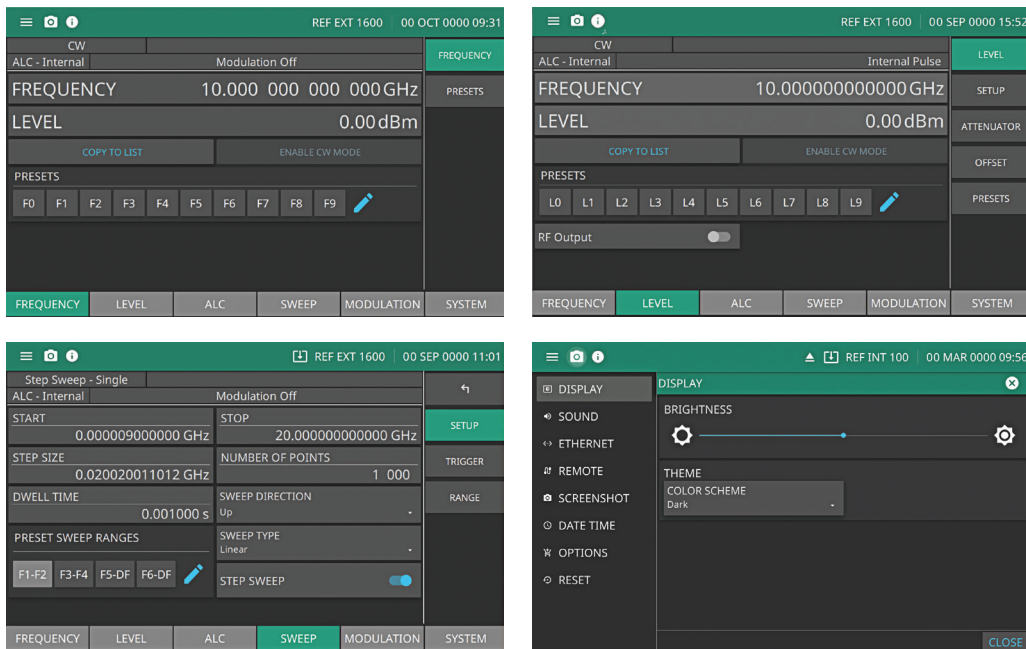 REF EXT 1600 00 OCT 0000 09:31
CW
ALC - Internal Modulation Off
FREQUENCY 10.000 000 000 000 GHz
LEVEL 0.00 dBm
COPY TO LIST ENABLE CW MODE
PRESETS
F0 F1 F2 F3 F4 F5 F6 F7 F8 F9
FREQUENCY
PRESETS
FREQUENCY LEVEL ALC SWEEP MODULATION SYSTEM
REF EXT 1600 00 SEP 0000 15:52
CW
ALC - Internal Internal Pulse
FREQUENCY 10.000000000000 GHz
LEVEL 0.00 dBm
COPY TO LIST ENABLE CW MODE
PRESETS
L0 L1 L2 L3 L4 L5 L6 L7 L8 L9
RF Output
LEVEL
SETUP
ATTENUATOR
OFFSET
PRESETS
FREQUENCY LEVEL ALC SWEEP MODULATION SYSTEM
REF EXT 1600 00 SEP 0000 11:01
Step Sweep - Single
ALC - Internal Modulation Off
START STOP
0.000009000000 GHz 20.000000000000 GHz
STEP SIZE NUMBER OF POINTS
0.020020011012 GHz 1 000
DWELL TIME SWEEP DIRECTION
0.001000 s Up
PRESET SWEEP RANGES SWEEP TYPE
Linear
F1-F2 F3-F4 F5-DF F6-DF STEP SWEEP
SETUP
TRIGGER
RANGE
FREQUENCY LEVEL ALC SWEEP MODULATION SYSTEM
REF INT 100 00 MAR 0000 09:56
DISPLAY
SOUND
ETHERNET
REMOTE
SCREENSHOT
DATE TIME
OPTIONS
RESET
DISPLAY
BRIGHTNESS
THEME
COLOR SCHEME
Dark
CLOSE